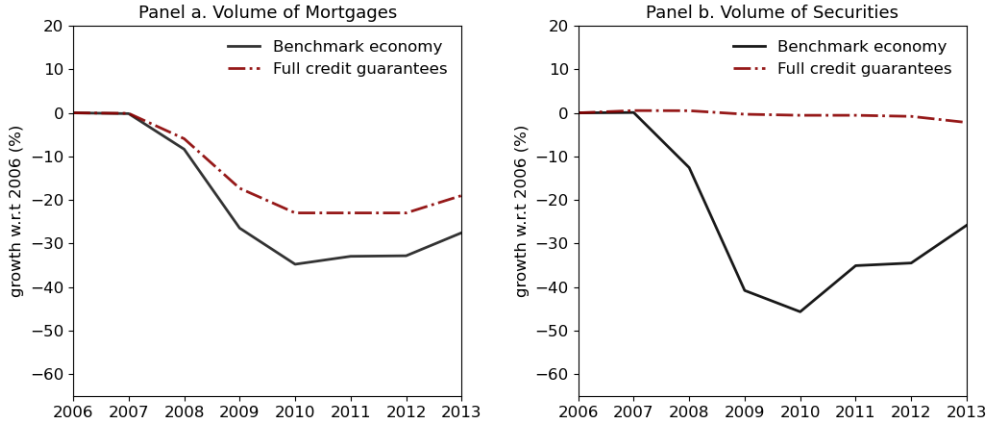 Panel a. Volume of Mortgages
20
10
0
−10
−20
−30
−40
−50
−60
growth w.r.t 2006 (%)
Benchmark economy
Full credit guarantees
2006 2007 2008 2009 2010 2011 2012 2013
Panel b. Volume of Securities
20
10
0
−10
−20
−30
−40
−50
−60
growth w.r.t 2006 (%)
Benchmark economy
Full credit guarantees
2006 2007 2008 2009 2010 2011 2012 2013